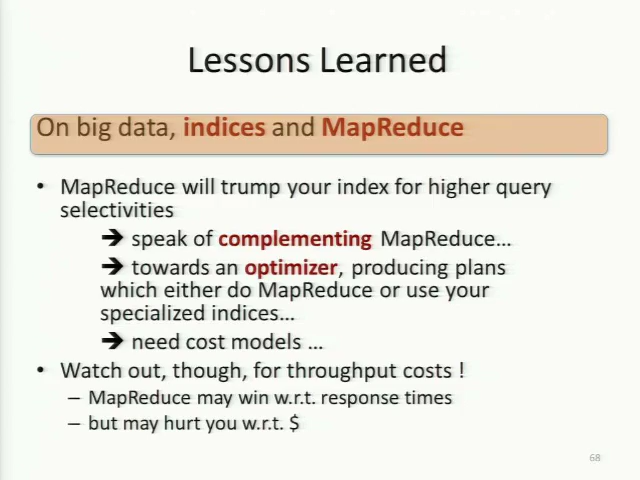 Lessons Learned
On big data, indices and MapReduce
• MapReduce will trump your index for higher query
selectivities
➔ speak of complementing MapReduce…
➔ towards an optimizer, producing plans
which either do MapReduce or use your
specialized indices…
➔ need cost models …
• Watch out, though, for throughput costs !
– MapReduce may win w.r.t. response times
– but may hurt you w.r.t. $
68